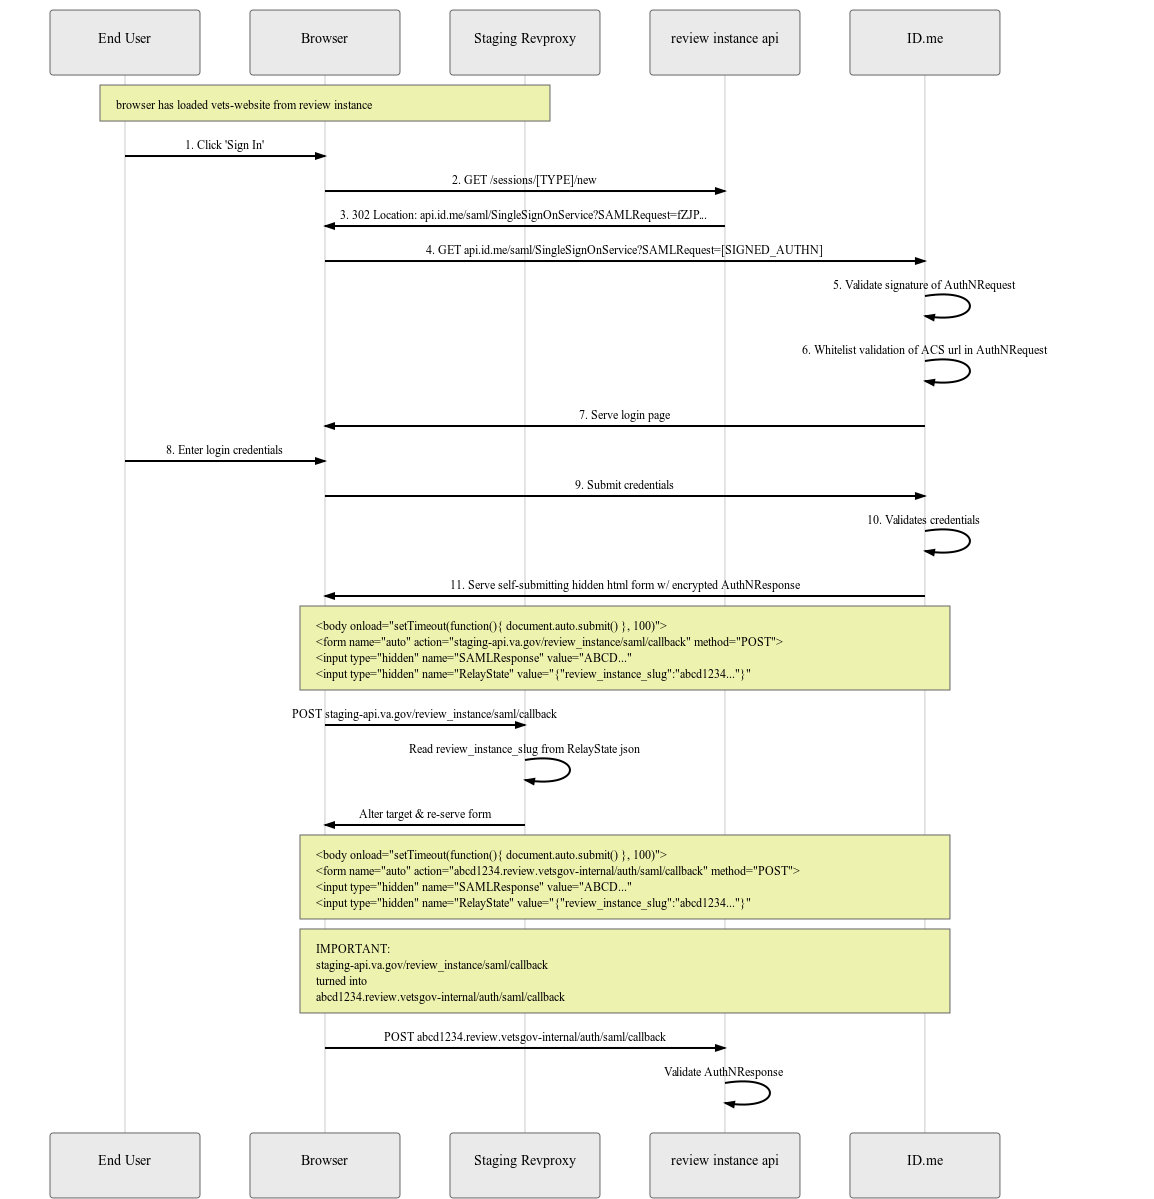 End User
Browser
Staging Revproxy
review instance api
ID.me
browser has loaded vets-website from review instance
1. Click 'Sign In'
2. GET /sessions/[TYPE]/new
3. 302 Location: api.id.me/saml/SingleSignOnService?SAMLRequest=fZJP...
4. GET api.id.me/saml/SingleSignOnService?SAMLRequest=[SIGNED_AUTHN]
5. Validate signature of AuthNRequest
6. Whitelist validation of ACS url in AuthNRequest
7. Serve login page
8. Enter login credentials
9. Submit credentials
10. Validates credentials
11. Serve self-submitting hidden html form w/ encrypted AuthNResponse
<body onload="setTimeout(function(){ document.auto.submit() }, 100)">
<form name="auto" action="staging-api.va.gov/review_instance/saml/callback" method="POST">
<input type="hidden" name="SAMLResponse" value="ABCD..."
<input type="hidden" name="RelayState" value="{"review_instance_slug":"abcd1234..."}"
POST staging-api.va.gov/review_instance/saml/callback
Read review_instance_slug from RelayState json
Alter target & re-serve form
<body onload="setTimeout(function(){ document.auto.submit() }, 100)">
<form name="auto" action="abcd1234.review.vetsgov-internal/auth/saml/callback" method="POST">
<input type="hidden" name="SAMLResponse" value="ABCD..."
<input type="hidden" name="RelayState" value="{"review_instance_slug":"abcd1234..."}"
IMPORTANT:
staging-api.va.gov/review_instance/saml/callback
turned into
abcd1234.review.vetsgov-internal/auth/saml/callback
POST abcd1234.review.vetsgov-internal/auth/saml/callback
Validate AuthNResponse
End User
Browser
Staging Revproxy
review instance api
ID.me